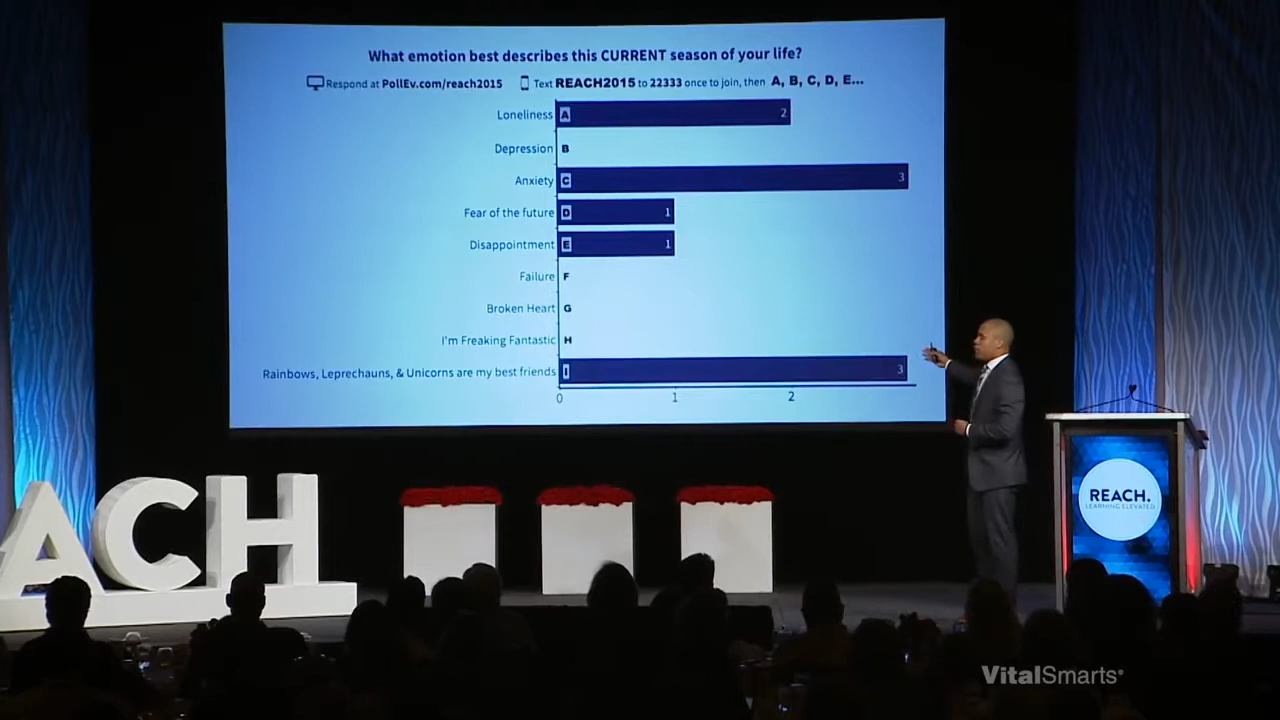 What emotion best describes this CURRENT season of your life?
Respond at PollEv.com/reach2015 Text REACH2015 to 22333 once to join, then A, B, C, D, E...
Loneliness A 2
Depression B
Anxiety C 3
Fear of the future D 1
Disappointment E 1
Failure F
Broken Heart G
I'm Freaking Fantastic H
Rainbows, Leprechauns, & Unicorns are my best friends I 3
0 1 2
ACH
REACH.
LEARNING ELEVATED
VitalSmarts®